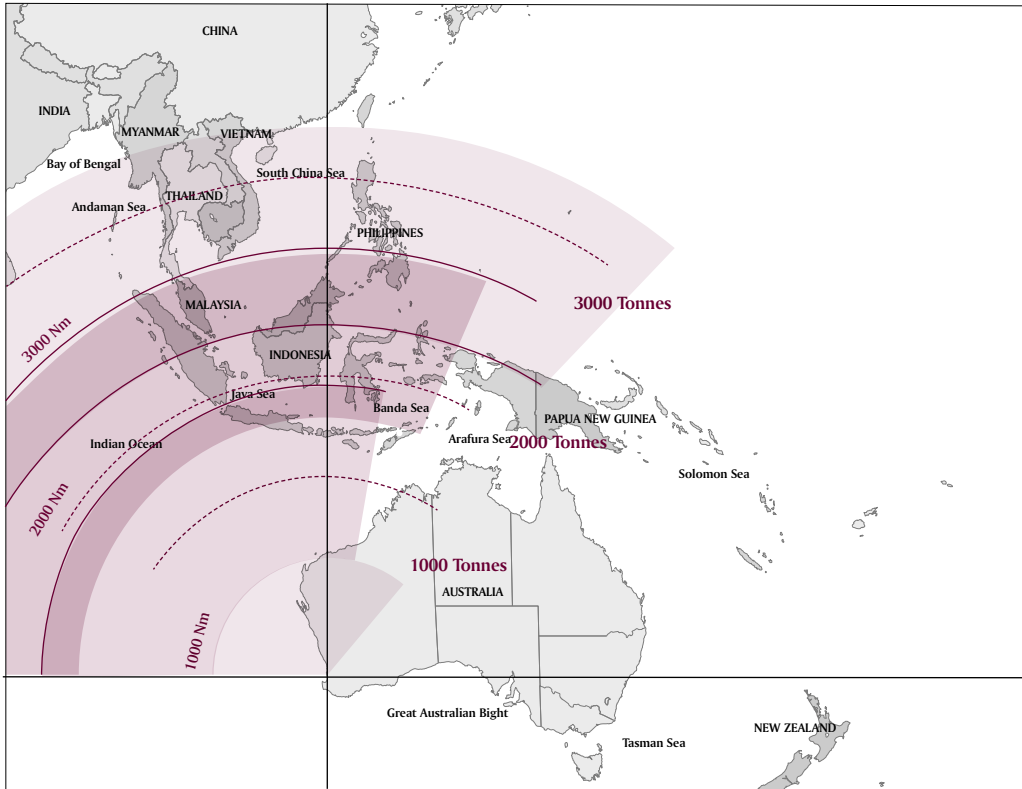 CHINA
INDIA
MYANMAR
VIETNAM
Bay of Bengal
South China Sea
THAILAND
Andaman Sea
PHILIPPINES
MALAYSIA
3000 Tonnes
3000 Nm
INDONESIA
Java Sea
Banda Sea
PAPUA NEW GUINEA
Indian Ocean
Arafura Sea
2000 Tonnes
Solomon Sea
2000 Nm
1000 Tonnes
AUSTRALIA
1000 Nm
Great Australian Bight
NEW ZEALAND
Tasman Sea